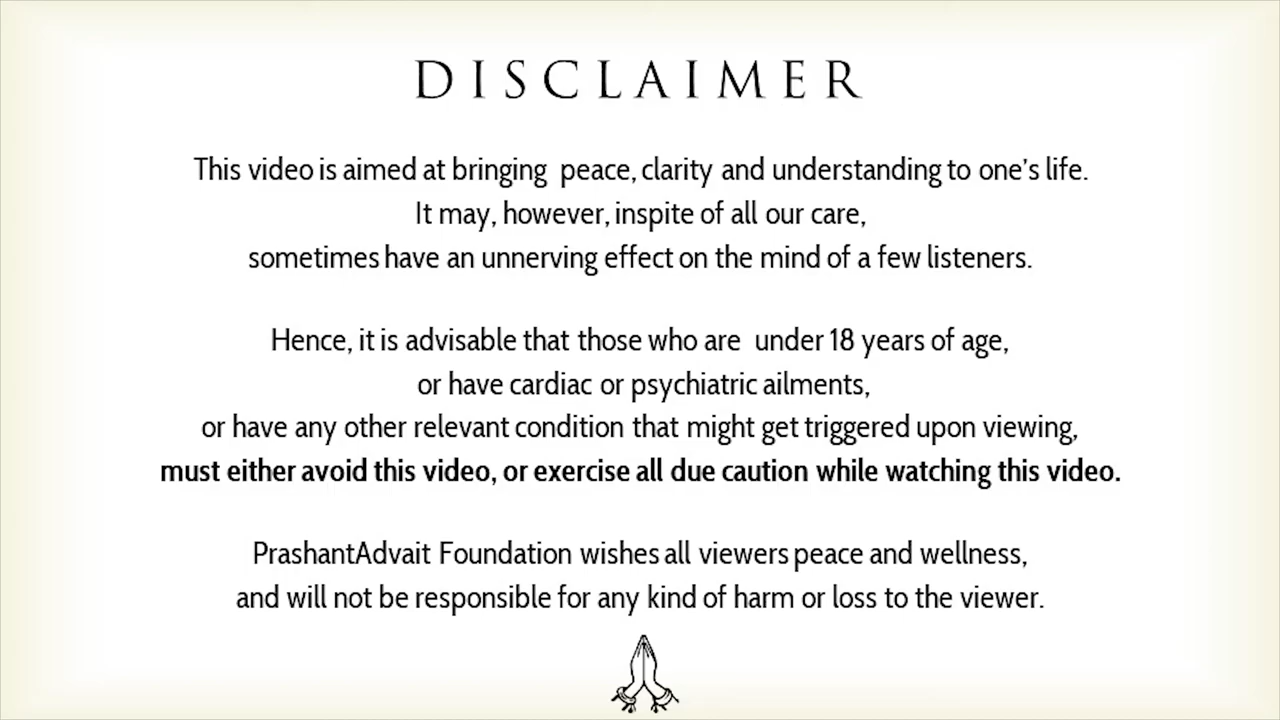 DISCLAIMER
This video is aimed at bringing peace, clarity and understanding to one's life.
It may, however, inspite of all our care,
sometimes have an unnerving effect on the mind of a few listeners.
Hence, it is advisable that those who are under 18 years of age,
or have cardiac or psychiatric ailments,
or have any other relevant condition that might get triggered upon viewing,
must either avoid this video, or exercise all due caution while watching this video.
PrashantAdvait Foundation wishes all viewers peace and wellness,
and will not be responsible for any kind of harm or loss to the viewer.